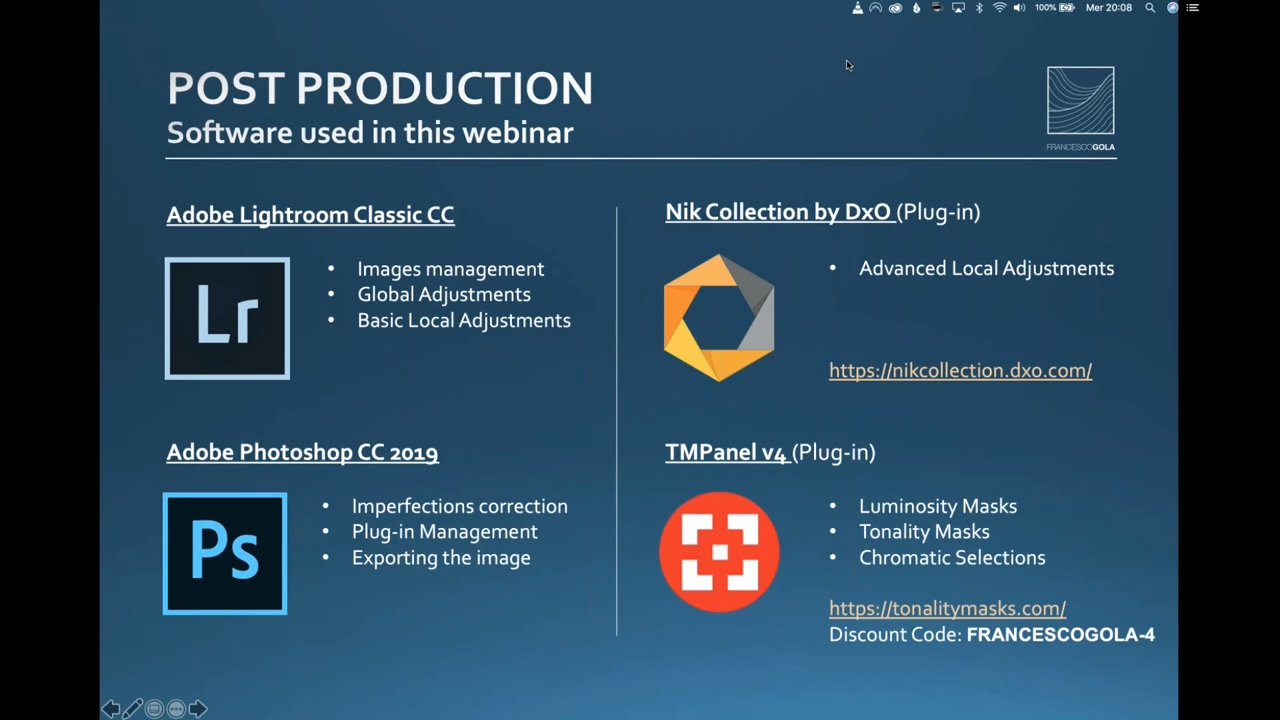 100% Mer 20:08
POST PRODUCTION
Software used in this webinar
FRANCESCOGOLA
Adobe Lightroom Classic CC
Lr
• Images management
• Global Adjustments
• Basic Local Adjustments
Adobe Photoshop CC 2019
Ps
• Imperfections correction
• Plug-in Management
• Exporting the image
Nik Collection by DxO (Plug-in)
• Advanced Local Adjustments
https://nikcollection.dxo.com/
TMPanel v4 (Plug-in)
• Luminosity Masks
• Tonality Masks
• Chromatic Selections
https://tonalitymasks.com/
Discount Code: FRANCESCOGOLA-4